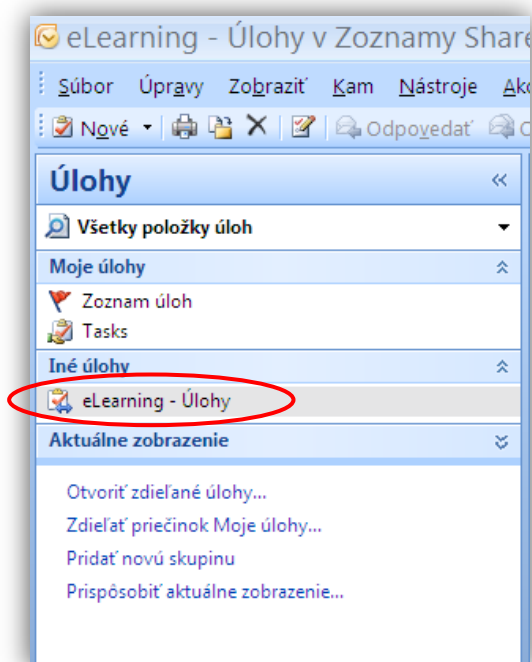 eLearning - Úlohy v Zoznamy Share
Súbor Úpravy Zobraziť Kam Nástroje
Nové Odpovedať
Úlohy
Všetky položky úloh
Moje úlohy
Zoznam úloh
Tasks
Iné úlohy
eLearning - Úlohy
Aktuálne zobrazenie
Otvoriť zdieľané úlohy...
Zdieľať priečinok Moje úlohy...
Pridať novú skupinu
Prispôsobiť aktuálne zobrazenie...